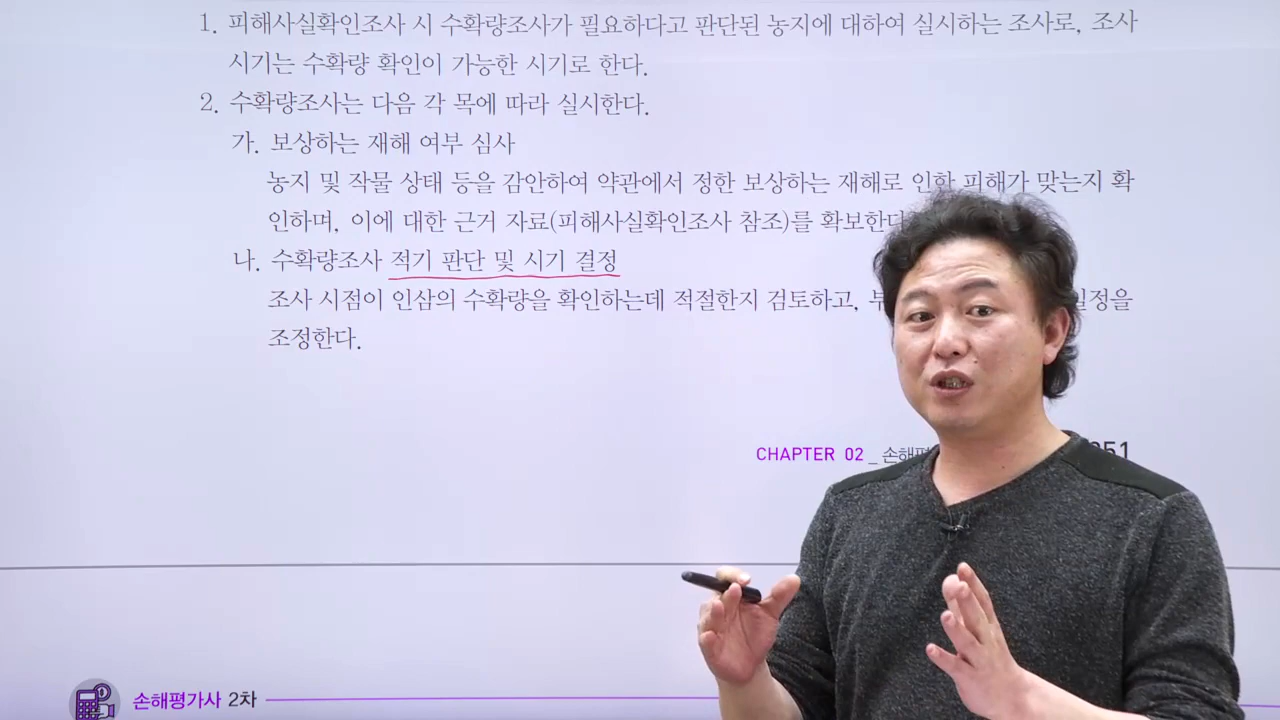 1. 피해사실확인조사 시 수확량조사가 필요하다고 판단된 농지에 대하여 실시하는 조사로, 조사
시기는 수확량 확인이 가능한 시기로 한다.
2. 수확량조사는 다음 각 목에 따라 실시한다.
가. 보상하는 재해 여부 심사
농지 및 작물 상태 등을 감안하여 약관에서 정한 보상하는 재해로 인한 피해가 맞는지 확
인하며, 이에 대한 근거 자료(피해사실확인조사 참조)를 확보한다
나. 수확량조사 적기 판단 및 시기 결정
조사 시점이 인삼의 수확량을 확인하는데 적절한지 검토하고,
조정한다.
CHAPTER 02 _ 손해평
손해평가사 2차